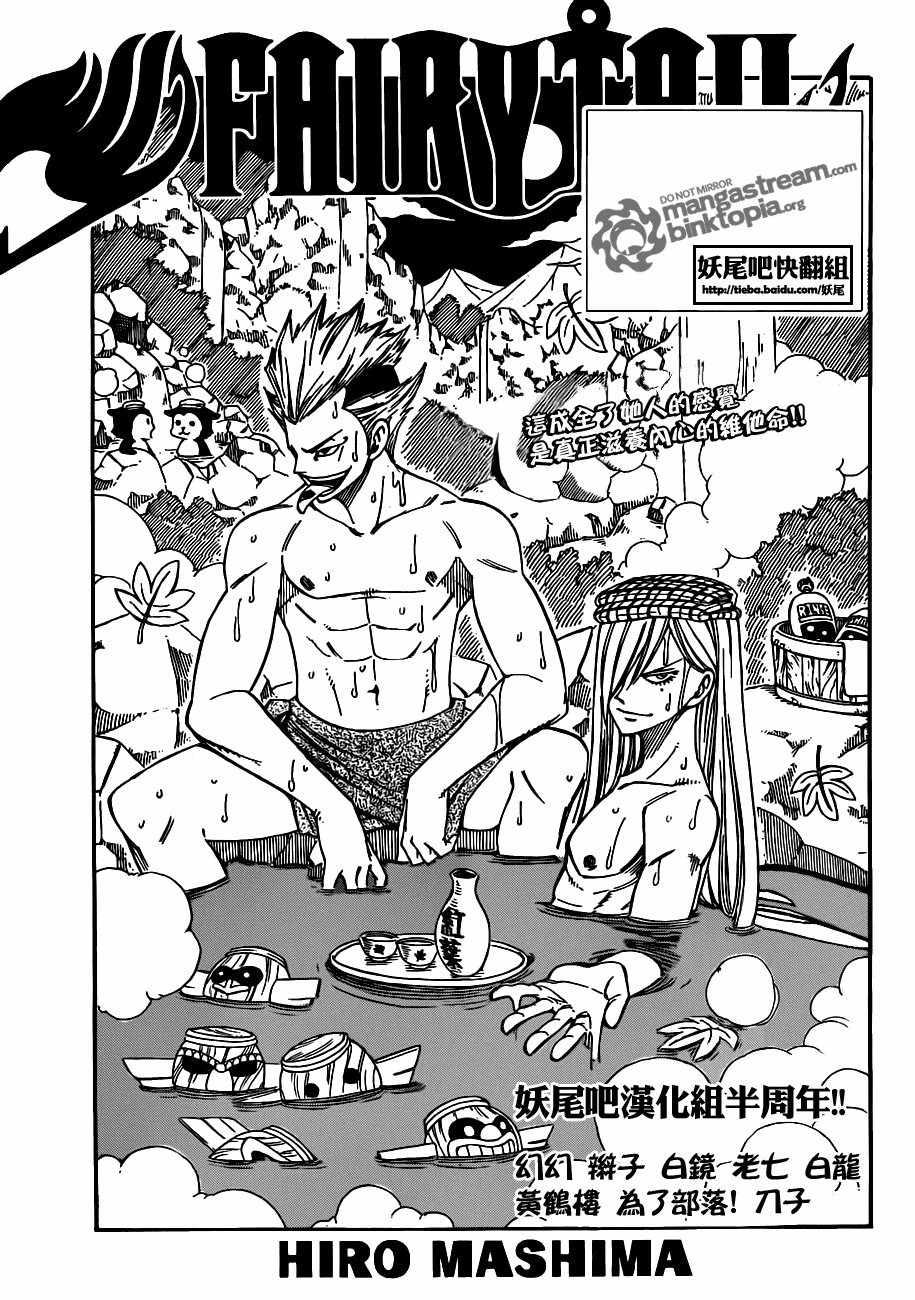 FAIRY TAIL
DO NOT MIRROR
mangastream.com
binktopia.org
妖尾吧快翻組
http://tieba.baidu.com/妖尾
這成全了她人的感覺
是真正滋養內心的維他命!!
紅葉
妖尾吧漢化組半周年!!
幻幻 辮子 白鏡 老七 白龍
黃鶴樓 為了部落! 刀子
HIRO MASHIMA